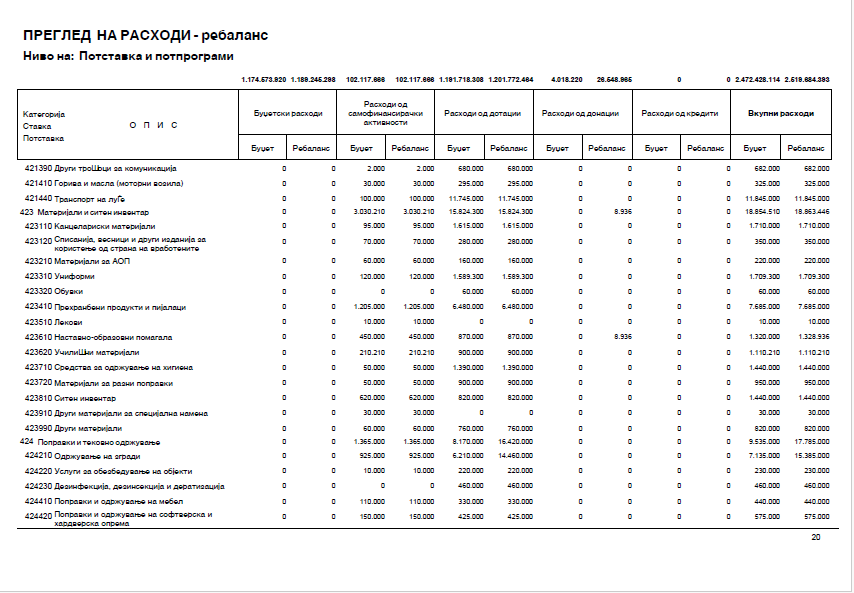 ПРЕГЛЕД НА РАСХОДИ - ребаланс
Ниво на: Потставка и потпрограми
1.174.573.920 1.189.245.298 102.117.666 102.117.666 1.191.718.308 1.201.772.464 4.018.220 26.548.965 0 0 2.472.428.114 2.519.684.393
Категорија
Ставка
Потставка
О П И С
Буџетски расходи
Расходи од
самофинансирачки
активности
Расходи од дотации
Расходи од донации
Расходи од кредити
Вкупни расходи
Буџет Ребаланс Буџет Ребаланс Буџет Ребаланс Буџет Ребаланс Буџет Ребаланс Буџет Ребаланс
421390 Други троШоци за комуникација 0 0 2.000 2.000 680.000 680.000 0 0 0 0 682.000 682.000
421410 Горива и масла (моторни возила) 0 0 30.000 30.000 295.000 295.000 0 0 0 0 325.000 325.000
421440 Транспорт на луЃе 0 0 100.000 100.000 11.745.000 11.745.000 0 0 0 0 11.845.000 11.845.000
423 Материјали и ситен инвентар 0 0 3.030.210 3.030.210 15.824.300 15.824.300 0 8.936 0 0 18.854.510 18.863.446
423110 Канцелариски материјали 0 0 95.000 95.000 1.615.000 1.615.000 0 0 0 0 1.710.000 1.710.000
423120 Списанија, весници и други изданија за
користење од страна на вработените 0 0 70.000 70.000 280.000 280.000 0 0 0 0 350.000 350.000
423210 Материјали за АОП 0 0 60.000 60.000 160.000 160.000 0 0 0 0 220.000 220.000
423310 Униформи 0 0 120.000 120.000 1.589.300 1.589.300 0 0 0 0 1.709.300 1.709.300
423320 Обувки 0 0 0 0 60.000 60.000 0 0 0 0 60.000 60.000
423410 Прехранбени продукти и пијалаци 0 0 1.205.000 1.205.000 6.480.000 6.480.000 0 0 0 0 7.685.000 7.685.000
423510 Лекови 0 0 10.000 10.000 0 0 0 0 0 0 10.000 10.000
423610 Наставно-образовни помагала 0 0 450.000 450.000 870.000 870.000 0 8.936 0 0 1.320.000 1.328.936
423620 УчилиШни материјали 0 0 210.210 210.210 900.000 900.000 0 0 0 0 1.110.210 1.110.210
423710 Средства за одржување на хигиена 0 0 50.000 50.000 1.390.000 1.390.000 0 0 0 0 1.440.000 1.440.000
423720 Материјали за разни поправки 0 0 50.000 50.000 900.000 900.000 0 0 0 0 950.000 950.000
423810 Ситен инвентар 0 0 620.000 620.000 820.000 820.000 0 0 0 0 1.440.000 1.440.000
423910 Други материјали за специјална намена 0 0 30.000 30.000 0 0 0 0 0 0 30.000 30.000
423990 Други материјали 0 0 60.000 60.000 760.000 760.000 0 0 0 0 820.000 820.000
424 Поправки и тековно одржување 0 0 1.365.000 1.365.000 8.170.000 16.420.000 0 0 0 0 9.535.000 17.785.000
424210 Одржување на згради 0 0 925.000 925.000 6.210.000 14.460.000 0 0 0 0 7.135.000 15.385.000
424220 Услуги за обезбедување на објекти 0 0 10.000 10.000 220.000 220.000 0 0 0 0 230.000 230.000
424230 Дезинфекција, дезинсекција и дератизација 0 0 0 0 460.000 460.000 0 0 0 0 460.000 460.000
424410 Поправки и одржување на мебел 0 0 110.000 110.000 330.000 330.000 0 0 0 0 440.000 440.000
424420 Поправки и одржување на софтверска и
хардверска опрема 0 0 150.000 150.000 425.000 425.000 0 0 0 0 575.000 575.000
20